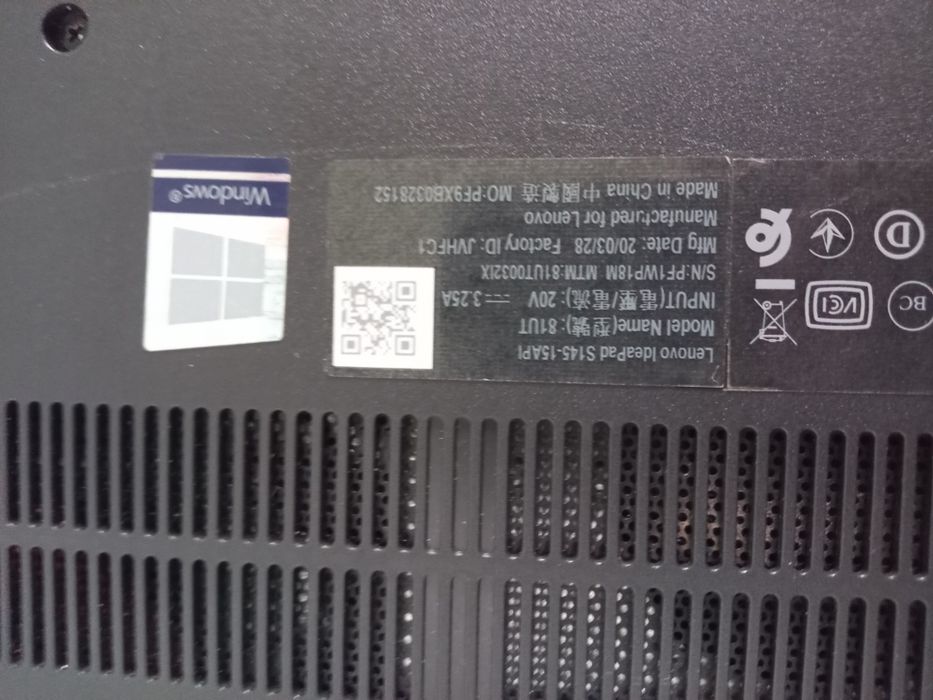 Lenovo IdeaPad S145-15API
Model Name(型號): 81UT
INPUT(電壓/電流): 20V ⎓ 3.25A
S/N:PF1WP18M MTM:81UT0032IX
Mfg Date: 20/03/28 Factory ID: JVHFC1
Manufactured for Lenovo
Made in China 中國製造 MO:PF9XB0328152
Windows®
BC
VCI
D